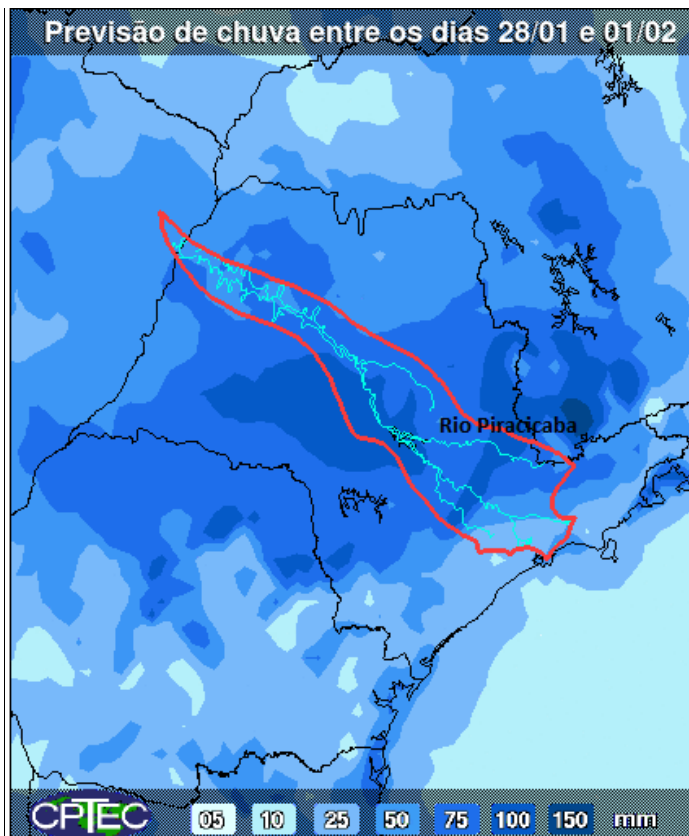 Previsão de chuva entre os dias 28/01 e 01/02
Rio Piracicaba
CPTEC 05 10 25 50 75 100 150 mm